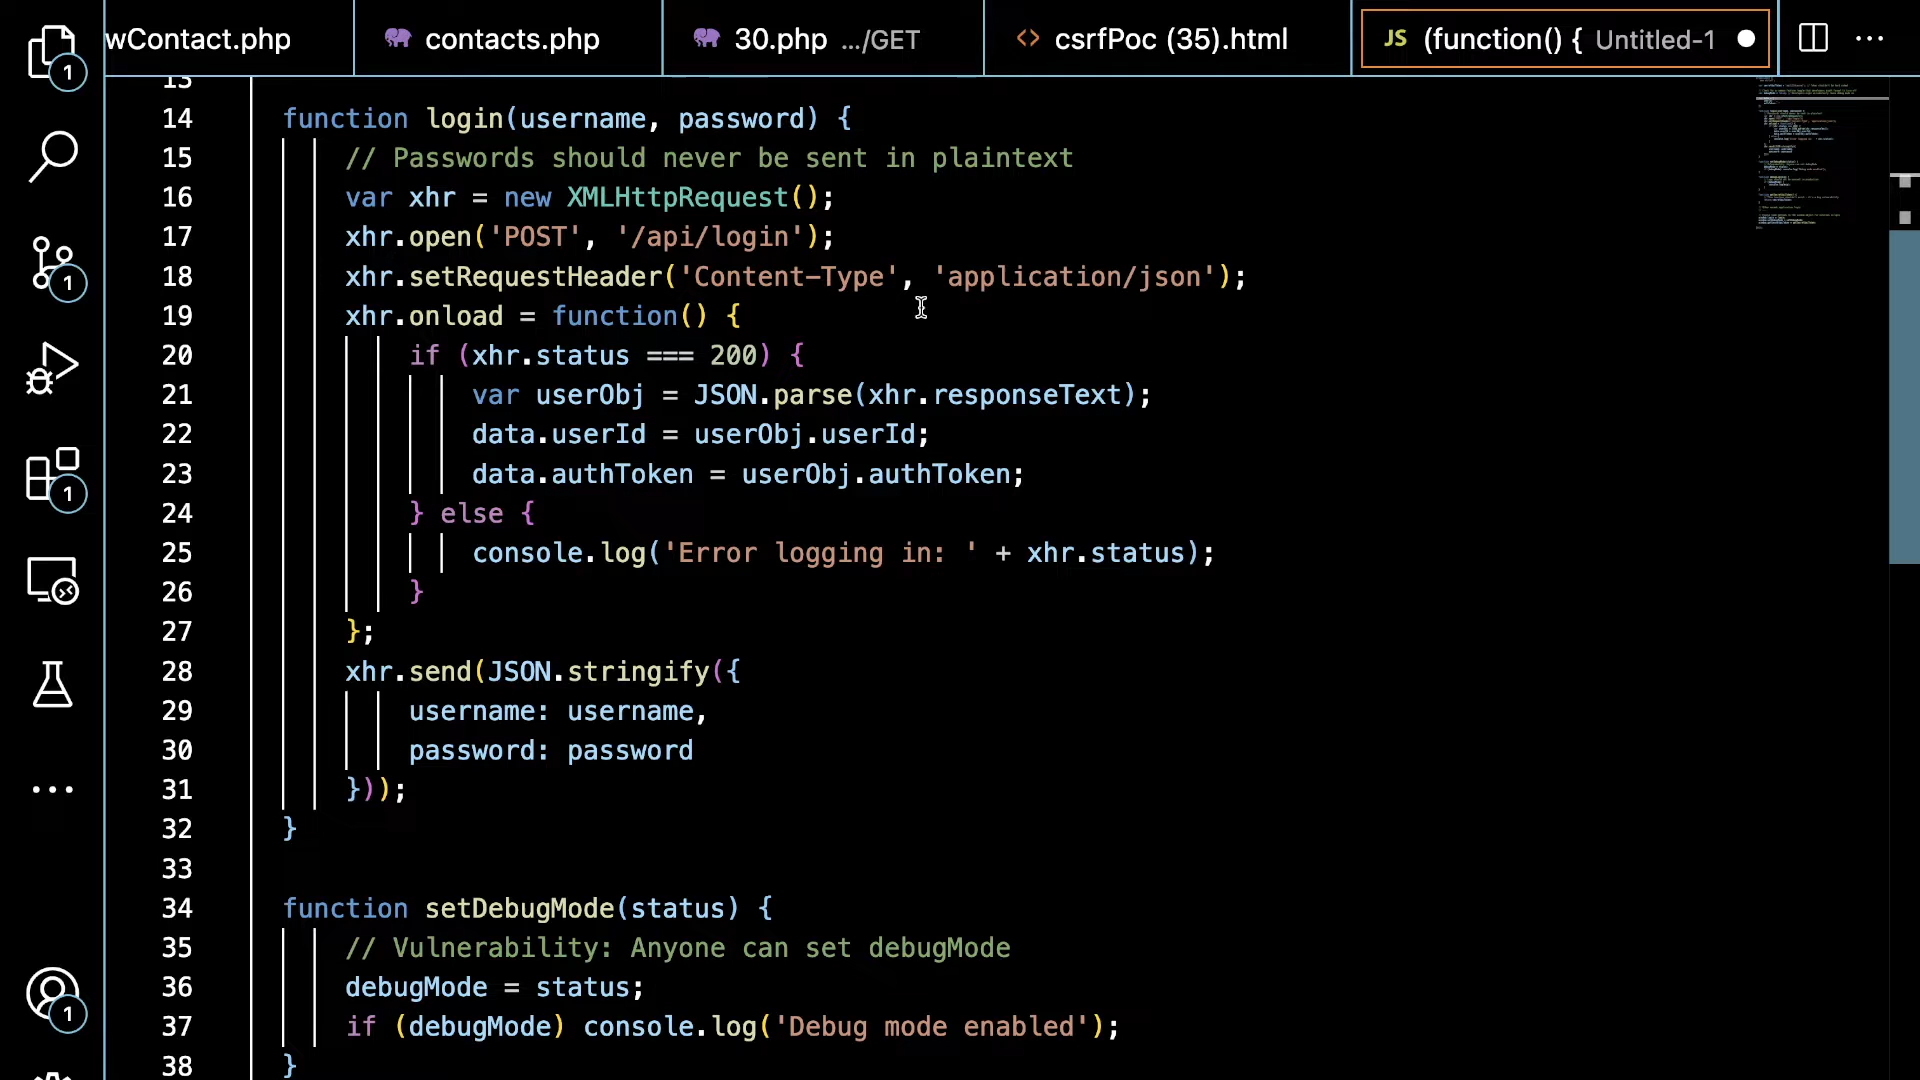 wContact.php
contacts.php
30.php .../GET
csrfPoc (35).html
JS (function() { Untitled-1
13
14 function login(username, password) {
15 // Passwords should never be sent in plaintext
16 var xhr = new XMLHttpRequest();
17 xhr.open('POST', '/api/login');
18 xhr.setRequestHeader('Content-Type', 'application/json');
19 xhr.onload = function() {
20 if (xhr.status === 200) {
21 var userObj = JSON.parse(xhr.responseText);
22 data.userId = userObj.userId;
23 data.authToken = userObj.authToken;
24 } else {
25 console.log('Error logging in: ' + xhr.status);
26 }
27 };
28 xhr.send(JSON.stringify({
29 username: username,
30 password: password
31 }));
32 }
33
34 function setDebugMode(status) {
35 // Vulnerability: Anyone can set debugMode
36 debugMode = status;
37 if (debugMode) console.log('Debug mode enabled');
38 }
1
1
1
1